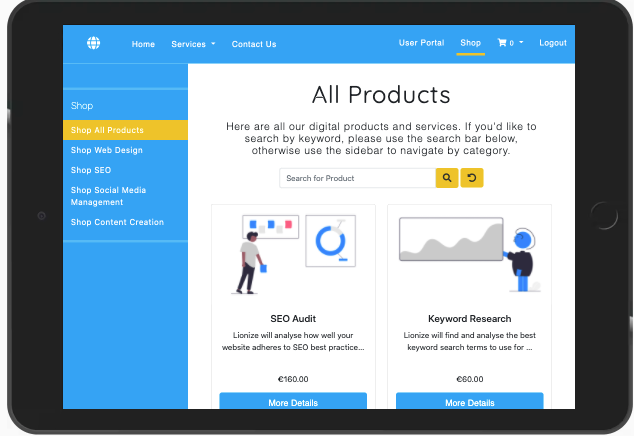 Home Services Contact Us User Portal Shop 0 Logout
Shop
Shop All Products
Shop Web Design
Shop SEO
Shop Social Media
Management
Shop Content Creation
All Products
Here are all our digital products and services. If you'd like to
search by keyword, please use the search bar below,
otherwise use the sidebar to navigate by category.
Search for Product
SEO Audit
Lionize will analyse how well your
website adheres to SEO best practice...
€160.00
More Details
Keyword Research
Lionize will find and analyse the best
keyword search terms to use for ...
€60.00
More Details